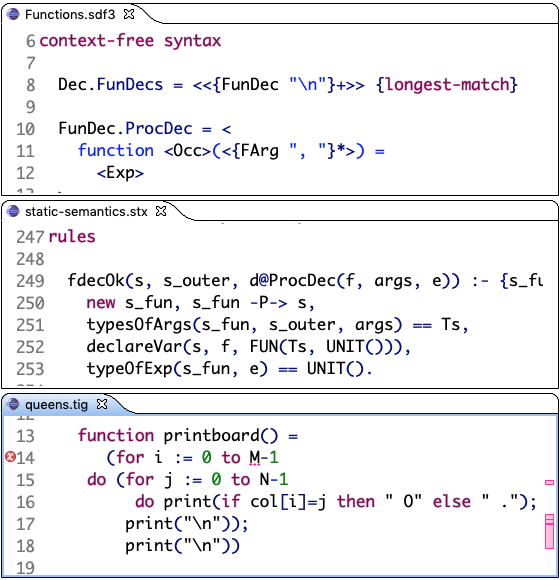 Functions.sdf3
6 context-free syntax
7
8 Dec.FunDecs = <<{FunDec "\n"}+>> {longest-match}
9
10 FunDec.ProcDec = <
11 function <Occ>(<{FArg ", "}*>) =
12 <Exp>
static-semantics.stx
247 rules
248
249 fdecOk(s, s_outer, d@ProcDec(f, args, e)) :- {s_fu
250 new s_fun, s_fun -P-> s,
251 typesOfArgs(s_fun, s_outer, args) == Ts,
252 declareVar(s, f, FUN(Ts, UNIT())),
253 typeOfExp(s_fun, e) == UNIT().
queens.tig
13 function printboard() =
14 (for i := 0 to M-1
15 do (for j := 0 to N-1
16 do print(if col[i]=j then " O" else " .");
17 print("\n"));
18 print("\n"))
19